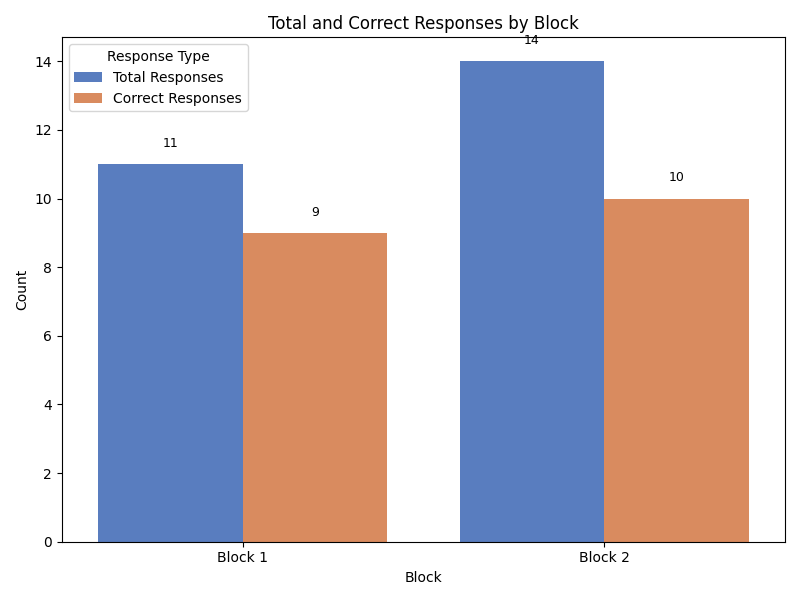 Total and Correct Responses by Block
Response Type
Total Responses
Correct Responses
14
11
10
9
Count
14
12
10
8
6
4
2
0
Block 1
Block 2
Block